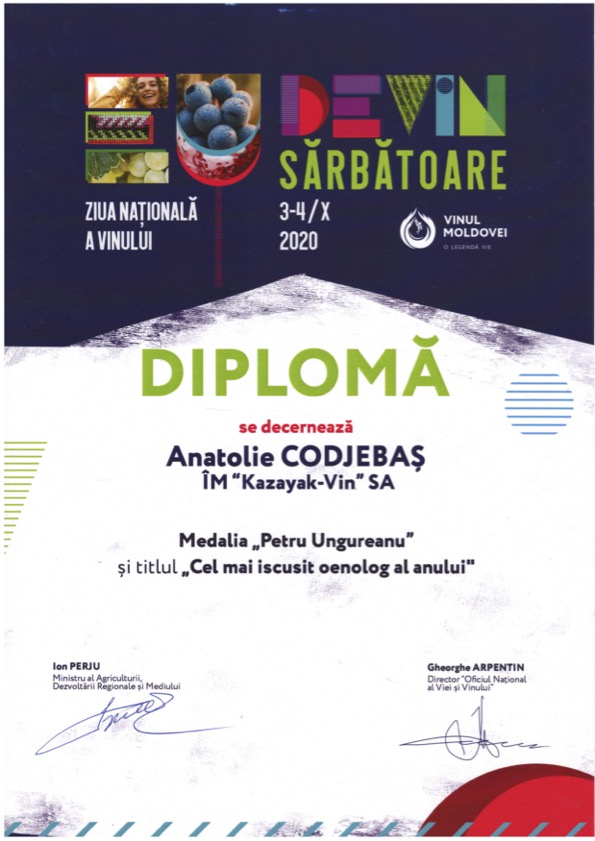 DEVIN
SĂRBĂTOARE
ZIUA NAȚIONALĂ
A VINULUI
3-4/X
2020
VINUL
MOLDOVEI
O LEGENDĂ VIE
DIPLOMĂ
se decernează
Anatolie CODJEBAȘ
ÎM “Kazayak-Vin” SA
Medalia „Petru Ungureanu”
și titlul „Cel mai iscusit oenolog al anului"
Ion PERJU
Ministru al Agriculturii,
Dezvoltării Regionale și Mediului
Gheorghe ARPENTIN
Director “Oficiul Național
al Viei și Vinului”